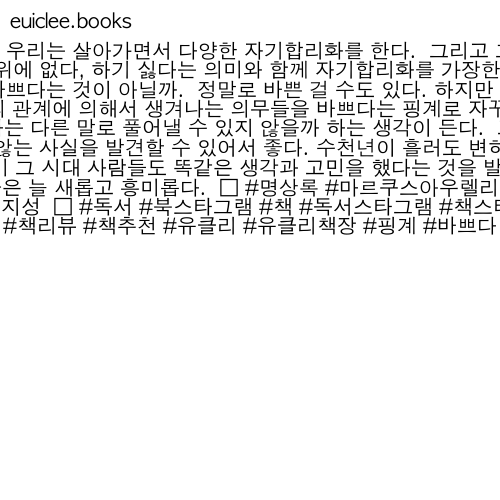 euiclee.books
우리는 살아가면서 다양한 자기합리화를 한다. 그리고
위에 없다, 하기 싫다는 의미와 함께 자기합리화를 가장한
바쁘다는 것이 아닐까. 정말로 바쁜 걸 수도 있다. 하지만
관계에 의해서 생겨나는 의무들을 바쁘다는 핑계로 자꾸
는 다른 말로 풀어낼 수 있지 않을까 하는 생각이 든다.
않는 사실을 발견할 수 있어서 좋다. 수천년이 흘러도 변하
그 시대 사람들도 똑같은 생각과 고민을 했다는 것을 발
은 늘 새롭고 흥미롭다. □ #명상록 #마르쿠스아우렐리
지성 □ #독서 #북스타그램 #책 #독서스타그램 #책스타
#책리뷰 #책추천 #유클리 #유클리책장 #핑계 #바쁘다